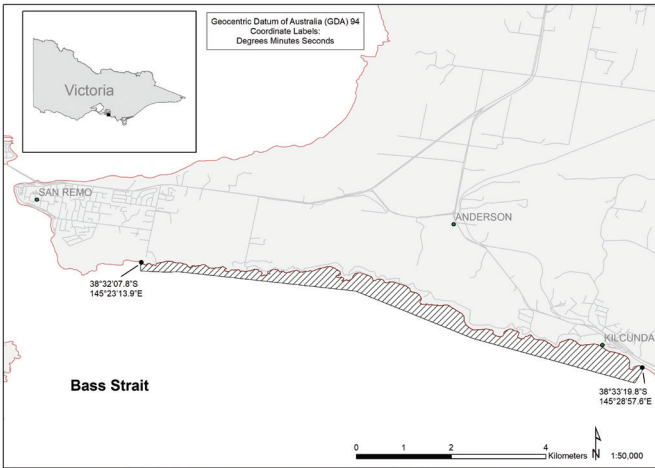 Geocentric Datum of Australia (GDA) 94
Coordinate Labels:
Degrees Minutes Seconds
Victoria
SAN REMO
ANDERSON
38°32'07.8"S
145°23'13.9"E
KILCUNDA
Bass Strait
38°33'19.8"S
145°28'57.6"E
0 1 2 4
Kilometers N 1:50,000